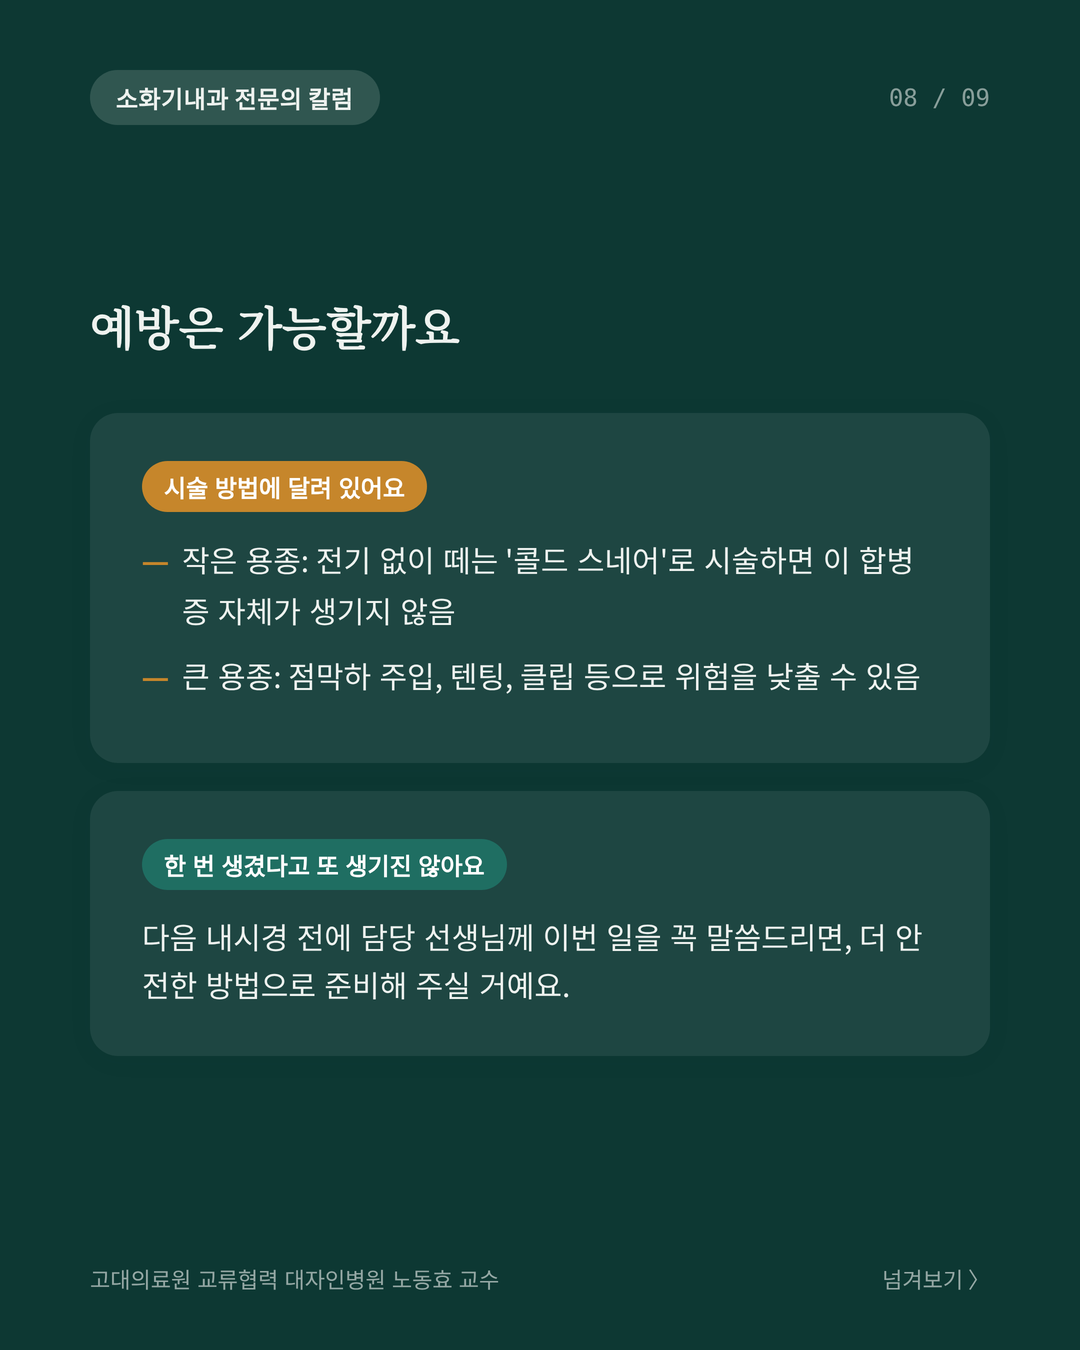 소화기내과 전문의 칼럼
08 / 09
예방은 가능할까요
시술 방법에 달려 있어요
— 작은 용종: 전기 없이 떼는 '콜드 스네어'로 시술하면 이 합병
증 자체가 생기지 않음
— 큰 용종: 점막하 주입, 텐팅, 클립 등으로 위험을 낮출 수 있음
한 번 생겼다고 또 생기진 않아요
다음 내시경 전에 담당 선생님께 이번 일을 꼭 말씀드리면, 더 안
전한 방법으로 준비해 주실 거예요.
고대의료원 교류협력 대자인병원 노동효 교수
넘겨보기 〉